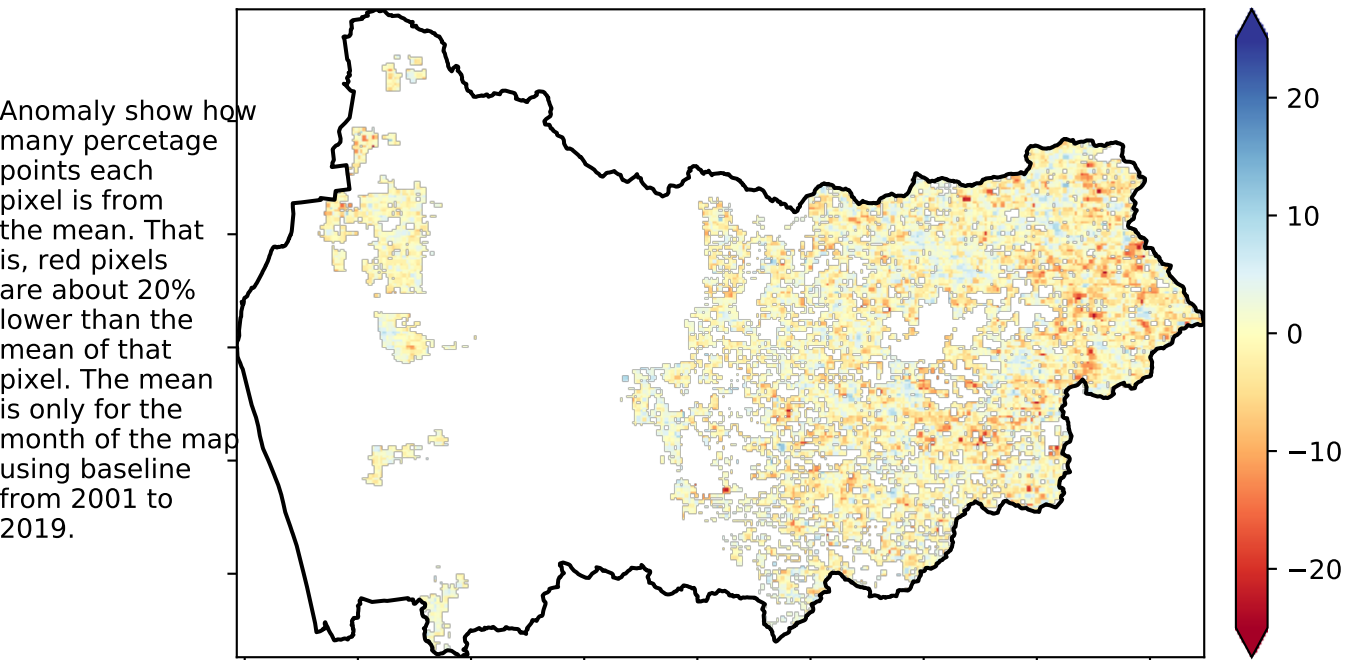 Anomaly show how
many percetage
points each
pixel is from
the mean. That
is, red pixels
are about 20%
lower than the
mean of that
pixel. The mean
is only for the
month of the map
using baseline
from 2001 to
2019.
20
10
0
−10
−20